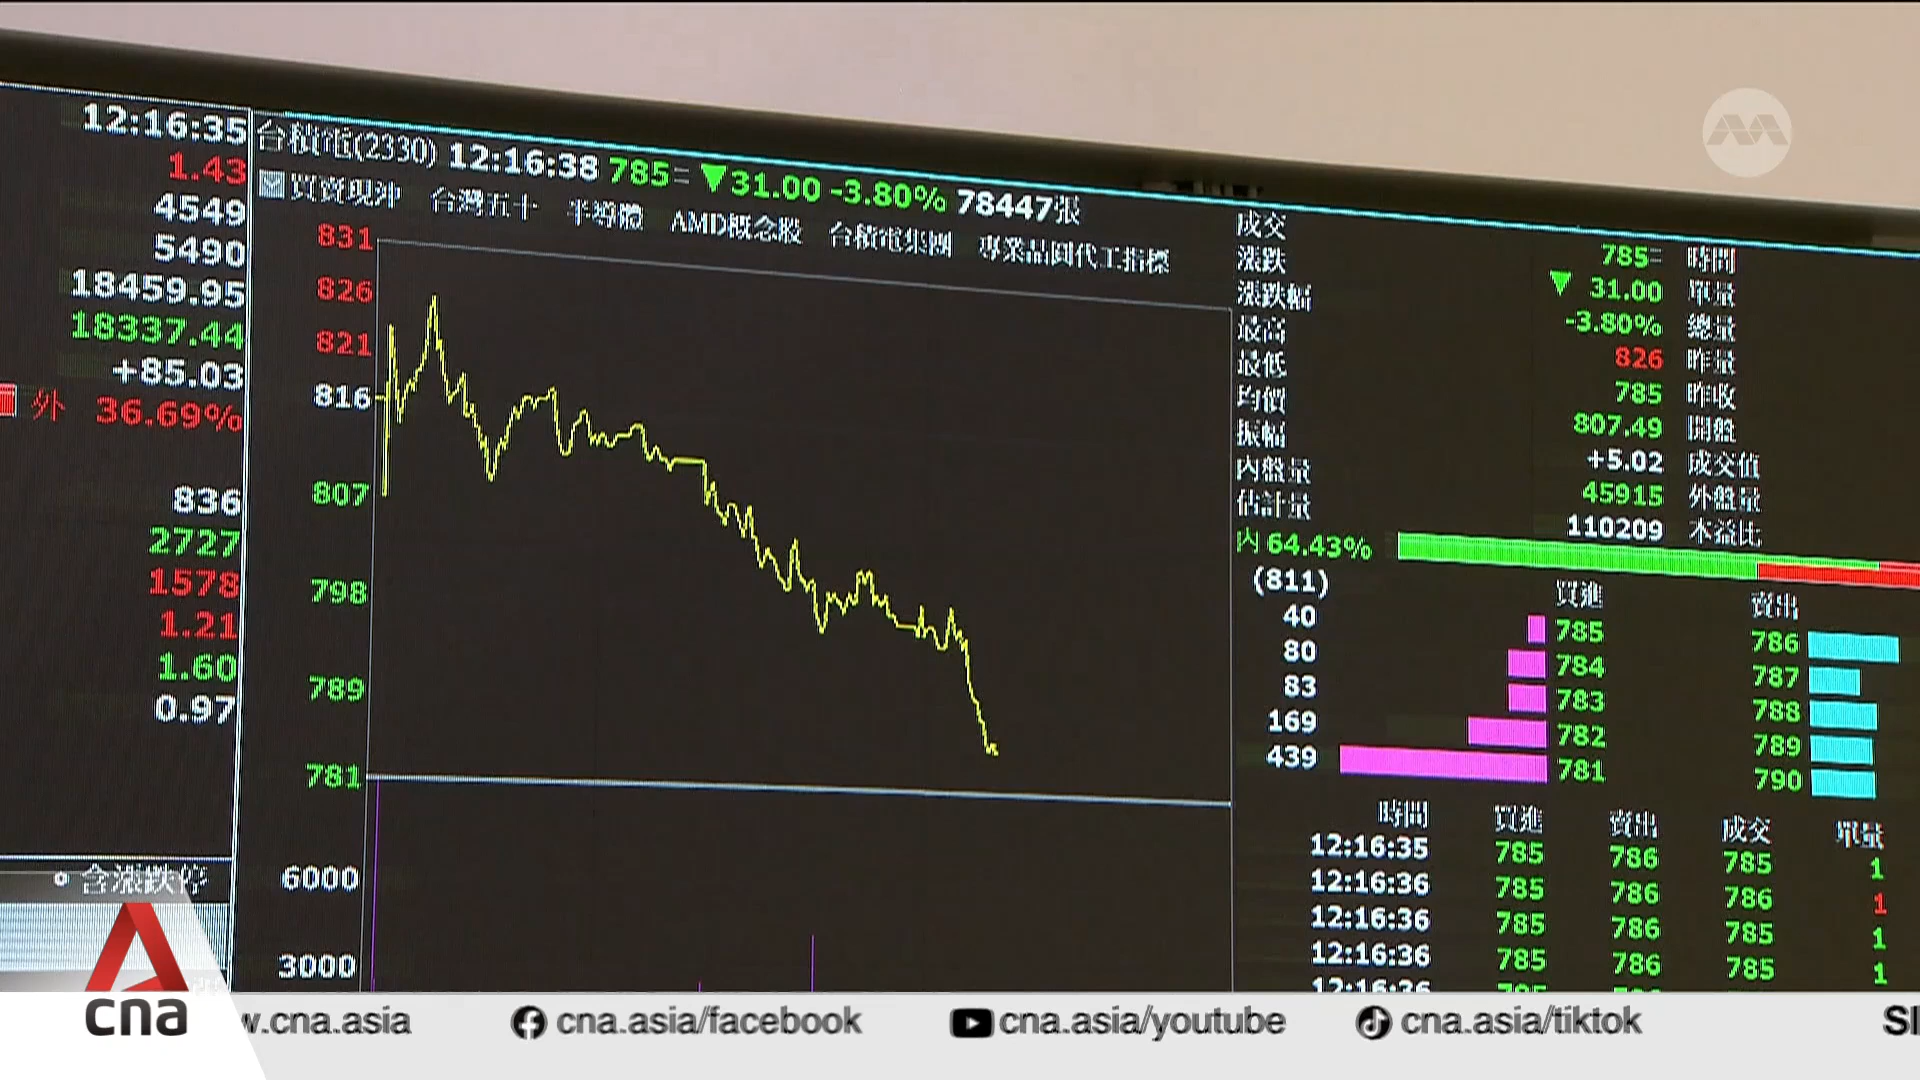 12:16:35
1.43
4549
5490
18459.95
18337.44
+85.03
外 36.69%
836
2727
1578
1.21
1.60
0.97
含漲跌停
台積電(2330) 12:16:38 785= ▼31.00 -3.80% 78447張
買賣現沖 台灣五十 半導體 AMD概念股 台積電集團 專業晶圓代工指標
831
826
821
816
807
798
789
781
6000
3000
成交 785= 時間
漲跌 ▼ 31.00 單量
漲跌幅 -3.80% 總量
最高 826 昨量
最低 785 昨收
均價 807.49 開盤
振幅 +5.02 成交值
內盤量 45915 外盤量
估計量 110209 本益比
內 64.43%
(811) 買進 賣出
40 785 786
80 784 787
83 783 788
169 782 789
439 781 790
時間 買進 賣出 成交 單量
12:16:35 785 786 785 1
12:16:36 785 786 786 1
12:16:36 785 786 785 1
12:16:36 785 786 785 1
12:16:36 785
cna
w.cna.asia cna.asia/facebook cna.asia/youtube cna.asia/tiktok